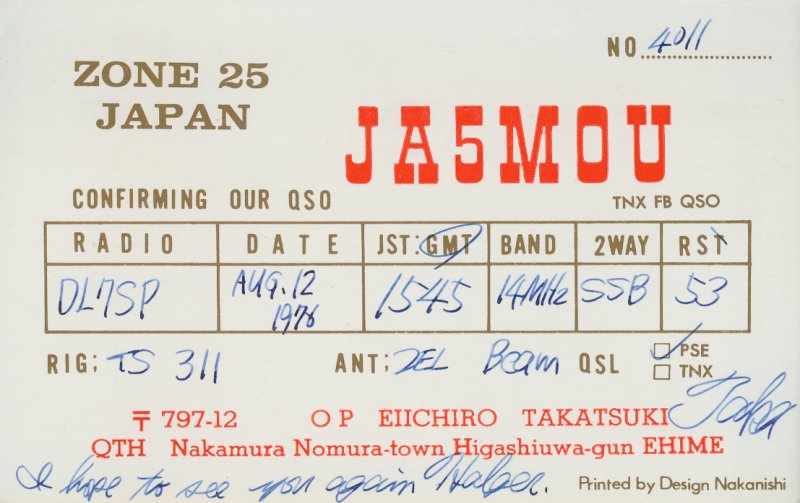 NO 4011
ZONE 25
JAPAN
JA5MOU
CONFIRMING OUR QSO
TNX FB QSO
RADIO DATE JST:GMT BAND 2WAY RST
DL7SP AUG.12 1978 1545 14MHz SSB 53
RIG; TS 311 ANT; 2EL Beam QSL ☑ PSE
☐ TNX
〒 797-12 OP EIICHIRO TAKATSUKI
QTH Nakamura Nomura-town Higashiuwa-gun EHIME
I hope to see you again Holger.
Printed by Design Nakanishi